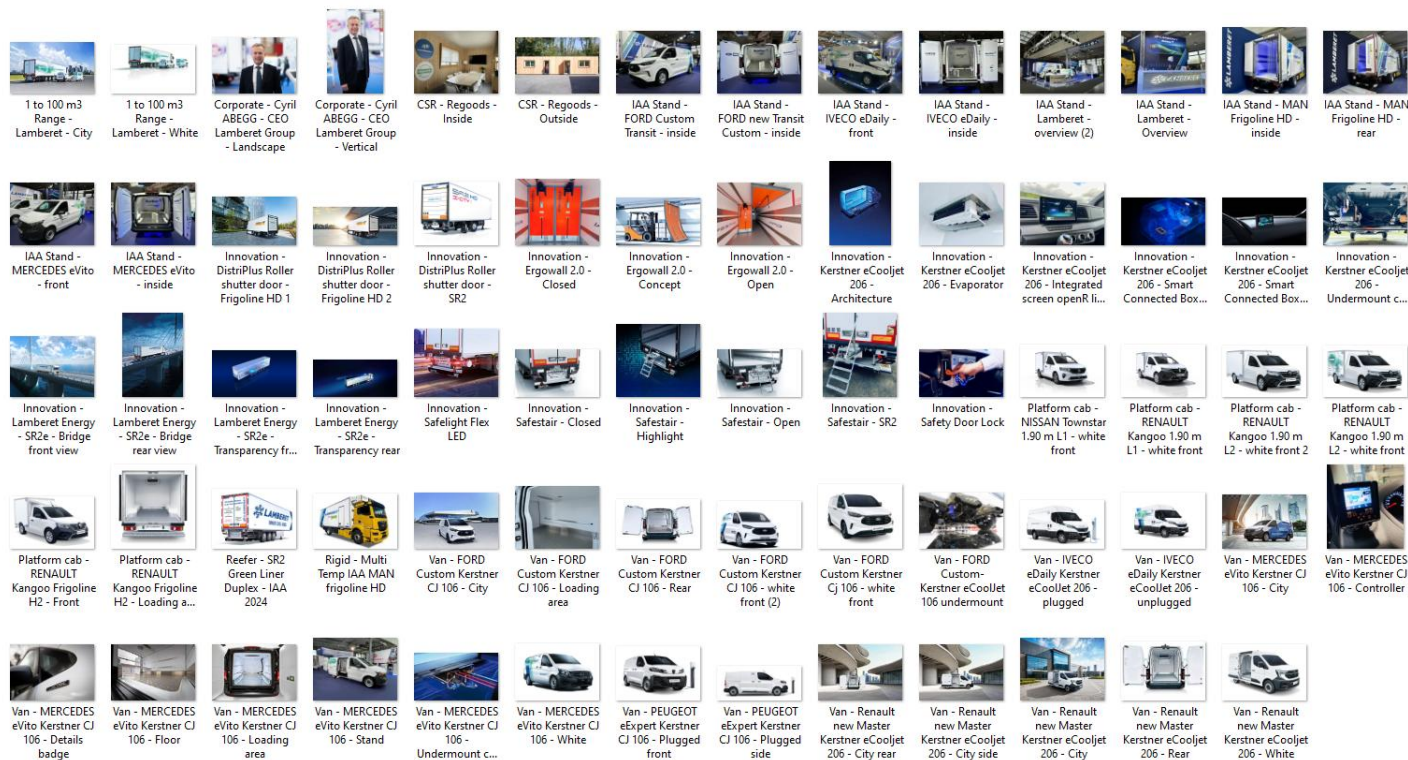 1 to 100 m3
Range -
Lamberet - City
1 to 100 m3
Range -
Lamberet - White
Corporate - Cyril
ABEGG - CEO
Lamberet Group
- Landscape
Corporate - Cyril
ABEGG - CEO
Lamberet Group
- Vertical
CSR - Regoods -
Inside
CSR - Regoods -
Outside
IAA Stand -
FORD Custom
Transit - inside
IAA Stand -
FORD new Transit
Custom - inside
IAA Stand -
IVECO eDaily -
front
IAA Stand -
IVECO eDaily -
inside
IAA Stand -
Lamberet -
overview (2)
IAA Stand -
Lamberet -
Overview
IAA Stand - MAN
Frigoline HD -
inside
IAA Stand - MAN
Frigoline HD -
rear
IAA Stand -
MERCEDES eVito
- front
IAA Stand -
MERCEDES eVito
- inside
Innovation -
DistriPlus Roller
shutter door -
Frigoline HD 1
Innovation -
DistriPlus Roller
shutter door -
Frigoline HD 2
Innovation -
DistriPlus Roller
shutter door -
SR2
Innovation -
Ergowall 2.0 -
Closed
Innovation -
Ergowall 2.0 -
Concept
Innovation -
Ergowall 2.0 -
Open
Innovation -
Kerstner eCooljet
206 -
Architecture
Innovation -
Kerstner eCooljet
206 - Evaporator
Innovation -
Kerstner eCooljet
206 - Integrated
screen openR li...
Innovation -
Kerstner eCooljet
206 - Smart
Connected Box...
Innovation -
Kerstner eCooljet
206 - Smart
Connected Box...
Innovation -
Kerstner eCooljet
206 -
Undermount c...
Innovation -
Lamberet Energy
- SR2e - Bridge
front view
Innovation -
Lamberet Energy
- SR2e - Bridge
rear view
Innovation -
Lamberet Energy
- SR2e -
Transparency fr...
Innovation -
Lamberet Energy
- SR2e -
Transparency rear
Innovation -
Safelight Flex
LED
Innovation -
Safestair - Closed
Innovation -
Safestair -
Highlight
Innovation -
Safestair - Open
Innovation -
Safestair - SR2
Innovation -
Safety Door Lock
Platform cab -
NISSAN Townstar
1.90 m L1 - white
front
Platform cab -
RENAULT
Kangoo 1.90 m
L1 - white front
Platform cab -
RENAULT
Kangoo 1.90 m
L2 - white front 2
Platform cab -
RENAULT
Kangoo 1.90 m
L2 - white front
Platform cab -
RENAULT
Kangoo Frigoline
H2 - Front
Platform cab -
RENAULT
Kangoo Frigoline
H2 - Loading a...
Reefer - SR2
Green Liner
Duplex - IAA
2024
Rigid - Multi
Temp IAA MAN
frigoline HD
Van - FORD
Custom Kerstner
CJ 106 - City
Van - FORD
Custom Kerstner
CJ 106 - Loading
area
Van - FORD
Custom Kerstner
CJ 106 - Rear
Van - FORD
Custom Kerstner
CJ 106 - white
front (2)
Van - FORD
Custom Kerstner
Cj 106 - white
front
Van - FORD
Custom-
Kerstner eCoolJet
106 undermount
Van - IVECO
eDaily Kerstner
eCoolJet 206 -
plugged
Van - IVECO
eDaily Kerstner
eCoolJet 206 -
unplugged
Van - MERCEDES
eVito Kerstner CJ
106 - City
Van - MERCEDES
eVito Kerstner CJ
106 - Controller
Van - MERCEDES
eVito Kerstner CJ
106 - Details
badge
Van - MERCEDES
eVito Kerstner CJ
106 - Floor
Van - MERCEDES
eVito Kerstner CJ
106 - Loading
area
Van - MERCEDES
eVito Kerstner CJ
106 - Stand
Van - MERCEDES
eVito Kerstner CJ
106 -
Undermount c...
Van - MERCEDES
eVito Kerstner CJ
106 - White
Van - PEUGEOT
eExpert Kerstner
CJ 106 - Plugged
front
Van - PEUGEOT
eExpert Kerstner
CJ 106 - Plugged
side
Van - Renault
new Master
Kerstner eCooljet
206 - City rear
Van - Renault
new Master
Kerstner eCooljet
206 - City side
Van - Renault
new Master
Kerstner eCooljet
206 - City
Van - Renault
new Master
Kerstner eCooljet
206 - Rear
Van - Renault
new Master
Kerstner eCooljet
206 - White
LAMBERET